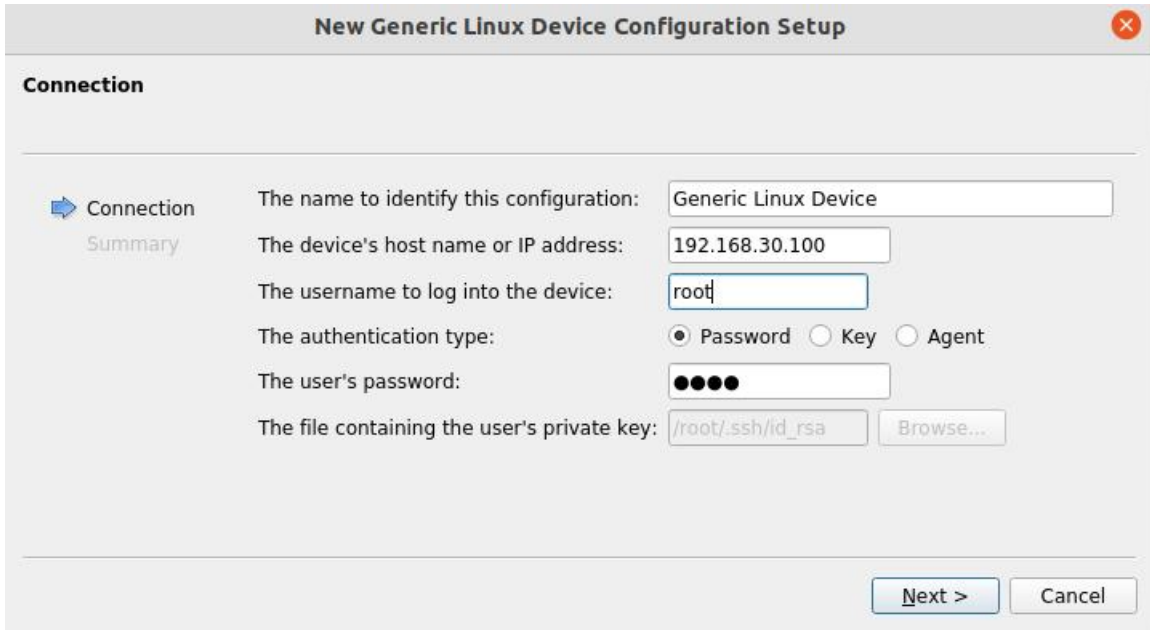 New Generic Linux Device Configuration Setup
Connection
Connection
Summary
The name to identify this configuration: Generic Linux Device
The device's host name or IP address: 192.168.30.100
The username to log into the device: root
The authentication type: Password Key Agent
The user's password: ●●●●
The file containing the user's private key: /root/.ssh/id_rsa Browse...
Next > Cancel